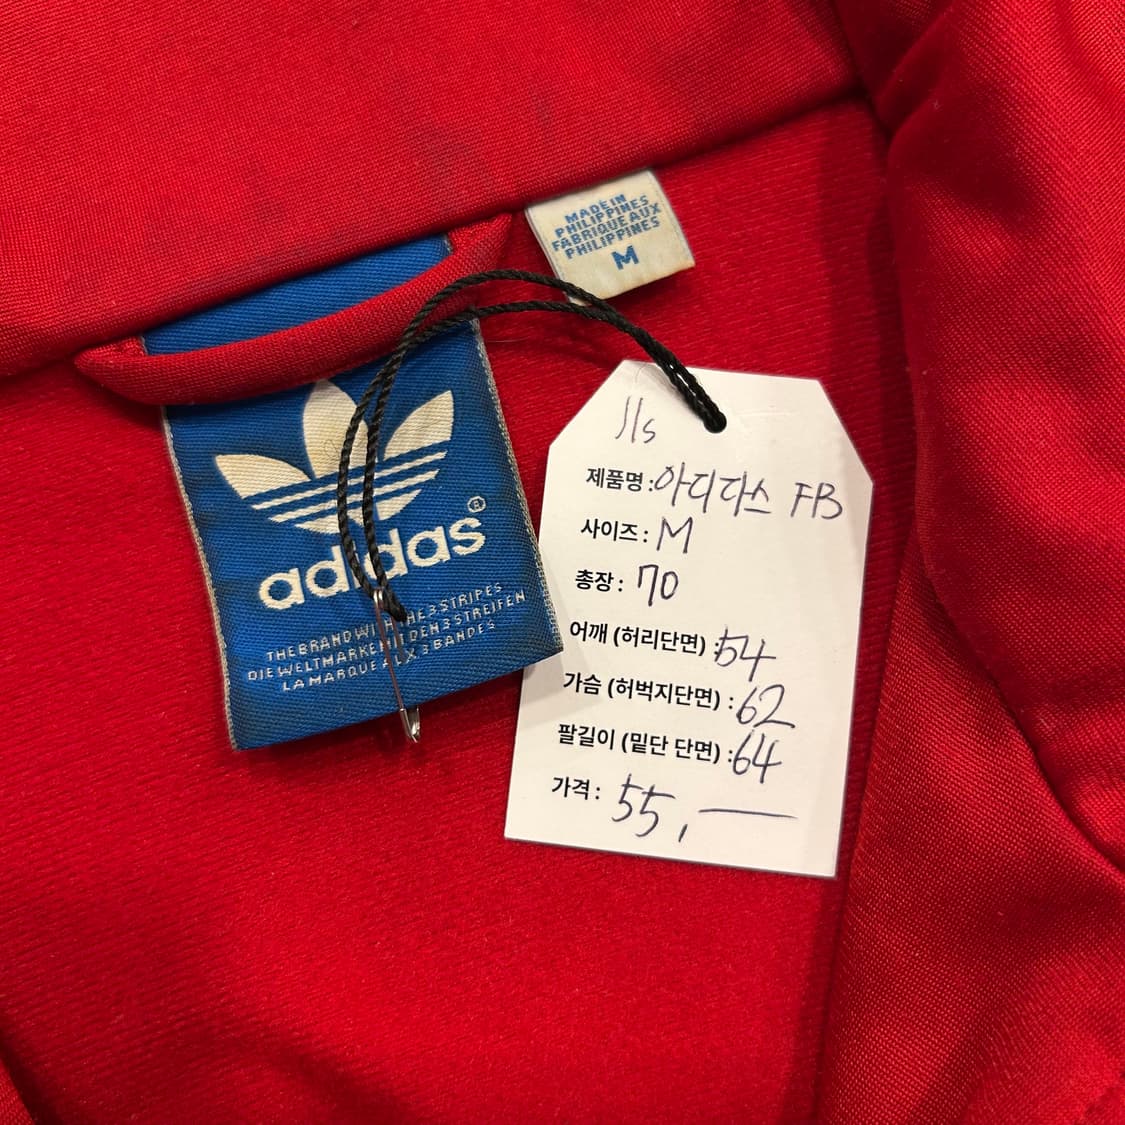 MADE IN
PHILIPPINES
FABRIQUE AUX
PHILIPPINES
M
adidas®
THE BRAND WITH THE 3 STRIPES
DIE WELTMARKE MIT DEN 3 STREIFEN
LA MARQUE AUX 3 BANDES
제품명 : 아디다스 FB
사이즈 : M
총장 : 70
어깨 (허리단면) : 54
가슴 (허벅지단면) : 62
팔길이 (밑단 단면) : 64
가격 : 55,—